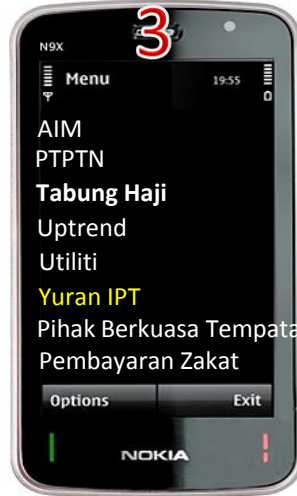 3
N9X
Menu 19:55
AIM
PTPTN
Tabung Haji
Uptrend
Utiliti
Yuran IPT
Pihak Berkuasa Tempata
Pembayaran Zakat
Options Exit
NOKIA